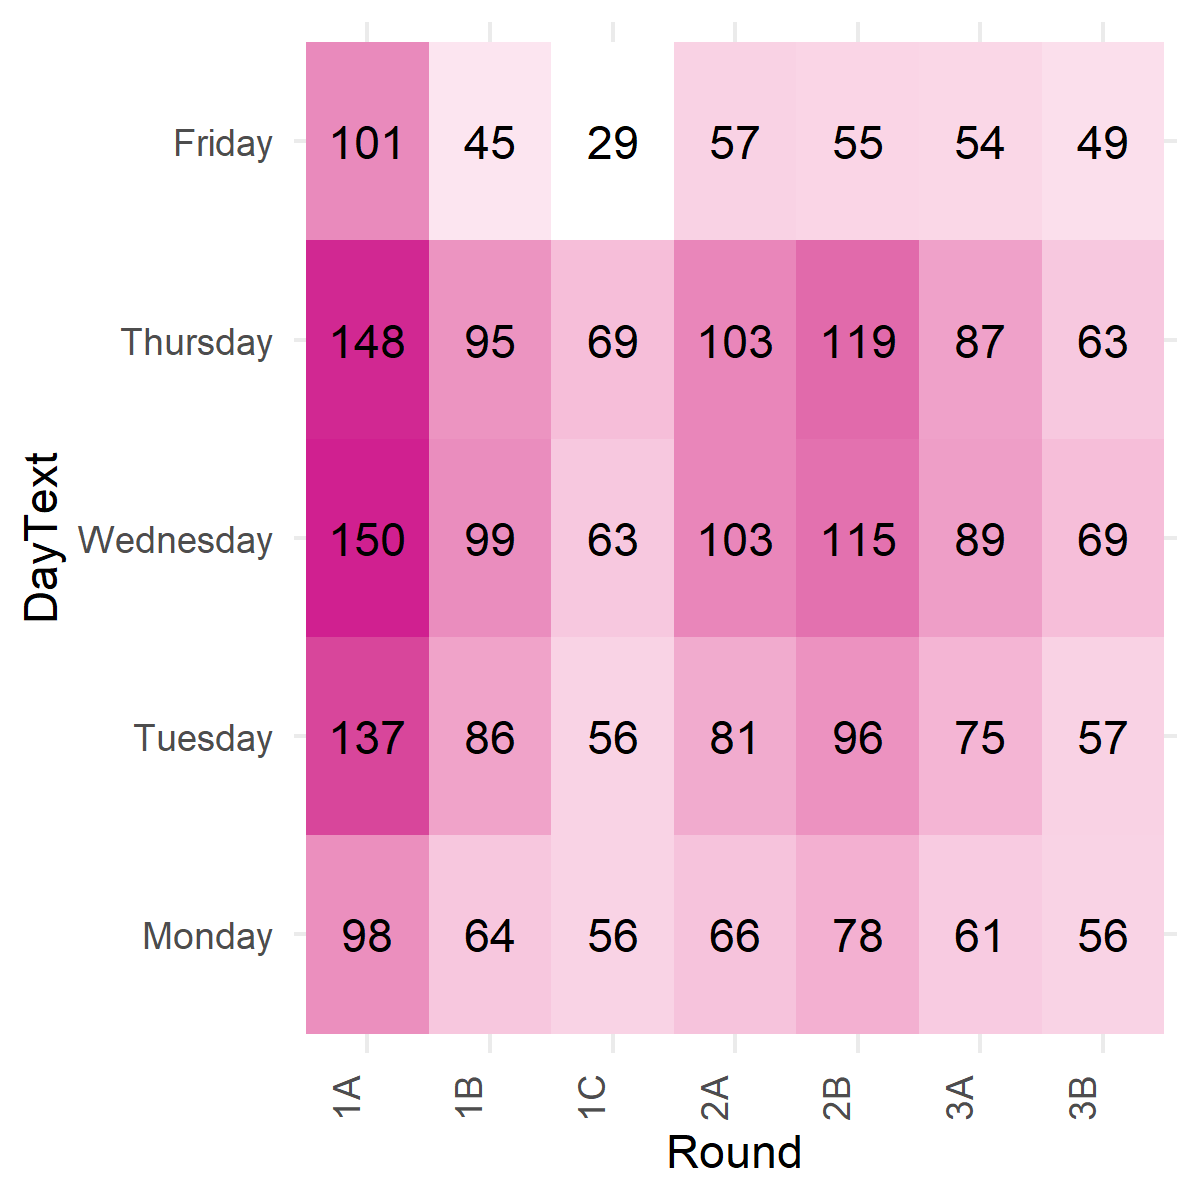 Friday 101 45 29 57 55 54 49
Thursday 148 95 69 103 119 87 63
DayText
Wednesday 150 99 63 103 115 89 69
Tuesday 137 86 56 81 96 75 57
Monday 98 64 56 66 78 61 56
1A 1B 1C 2A 2B 3A 3B
Round